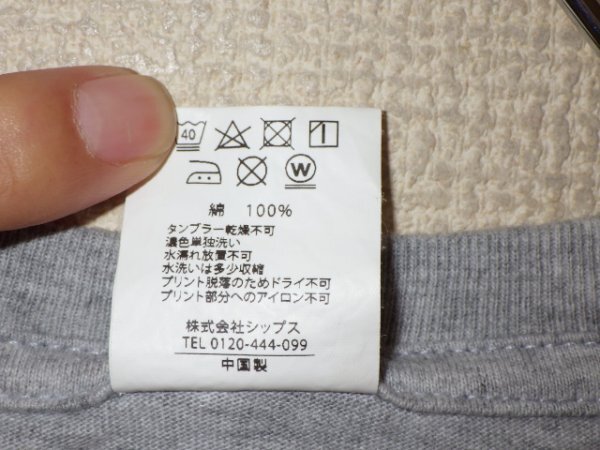 40
W
綿 100%
タンブラー乾燥不可
濃色単独洗い
水濡れ放置不可
水洗いは多少収縮
プリント脱落のためドライ不可
プリント部分へのアイロン不可
株式会社シップス
TEL 0120-444-099
中国製